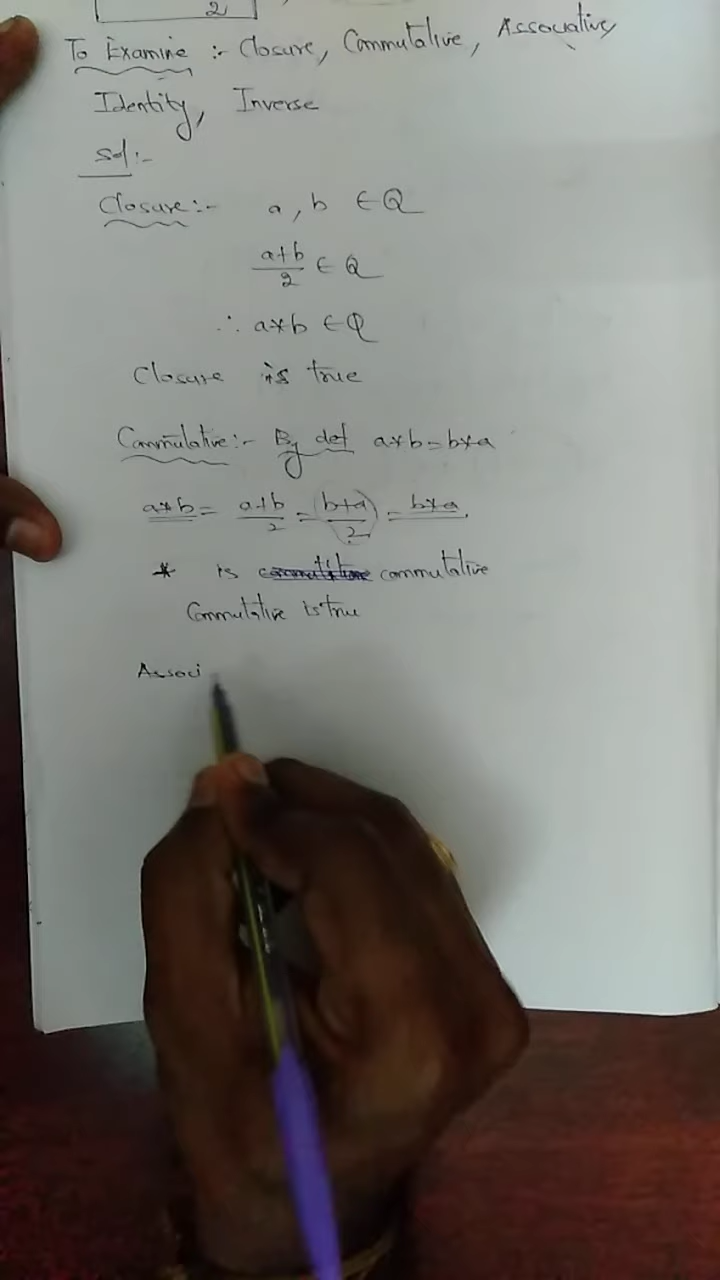 2
To Examine :- Closure, Commutative, Associative,
Identity, Inverse
Sol:-
Closure:- a, b ∈ Q
a+b/2 ∈ Q
∴ a*b ∈ Q
Closure is true
Commutative:- By def a*b=b*a
a*b = a+b/2 = b+a/2 = b*a
* is commutative
Commutative is true
Associ